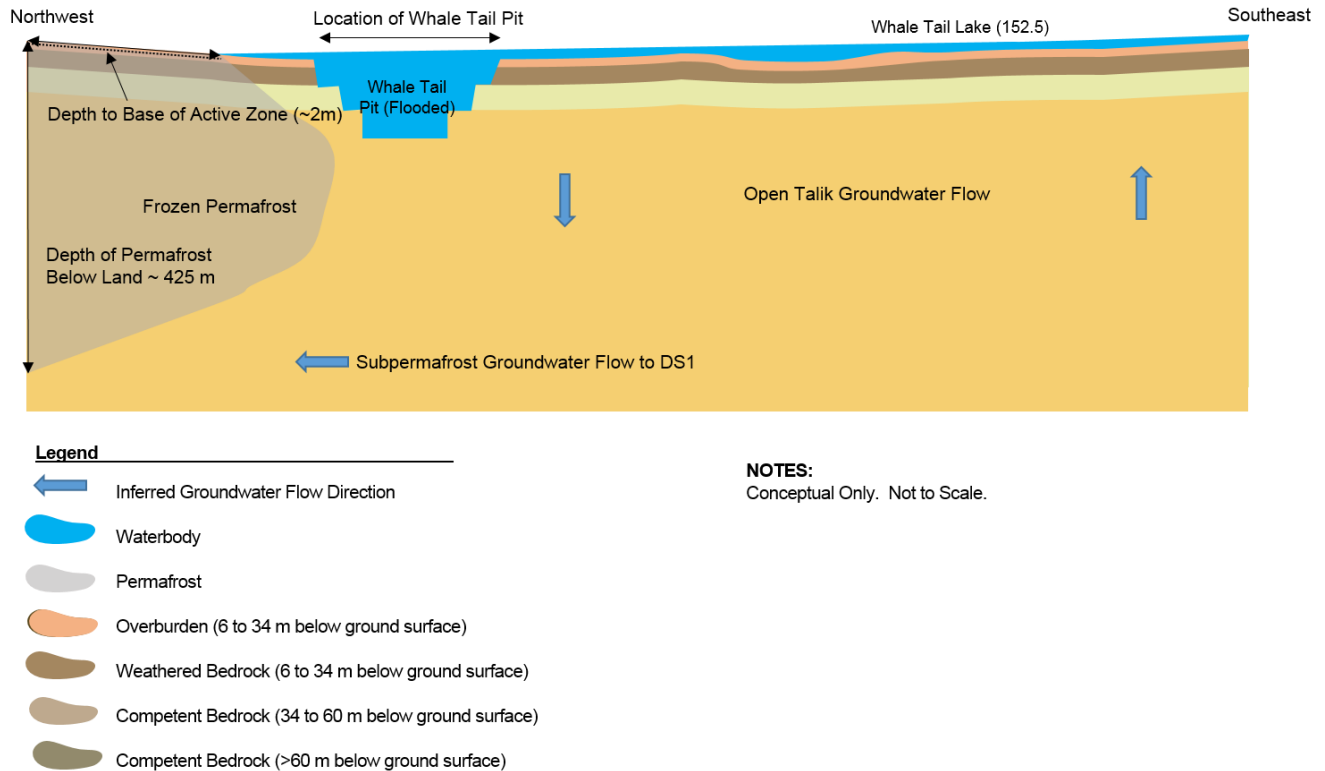 Northwest
Location of Whale Tail Pit
Whale Tail Lake (152.5)
Southeast
Whale Tail
Pit (Flooded)
Depth to Base of Active Zone (~2m)
Frozen Permafrost
Open Talik Groundwater Flow
Depth of Permafrost
Below Land ~ 425 m
Subpermafrost Groundwater Flow to DS1
Legend
Inferred Groundwater Flow Direction
Waterbody
Permafrost
Overburden (6 to 34 m below ground surface)
Weathered Bedrock (6 to 34 m below ground surface)
Competent Bedrock (34 to 60 m below ground surface)
Competent Bedrock (>60 m below ground surface)
NOTES:
Conceptual Only.  Not to Scale.